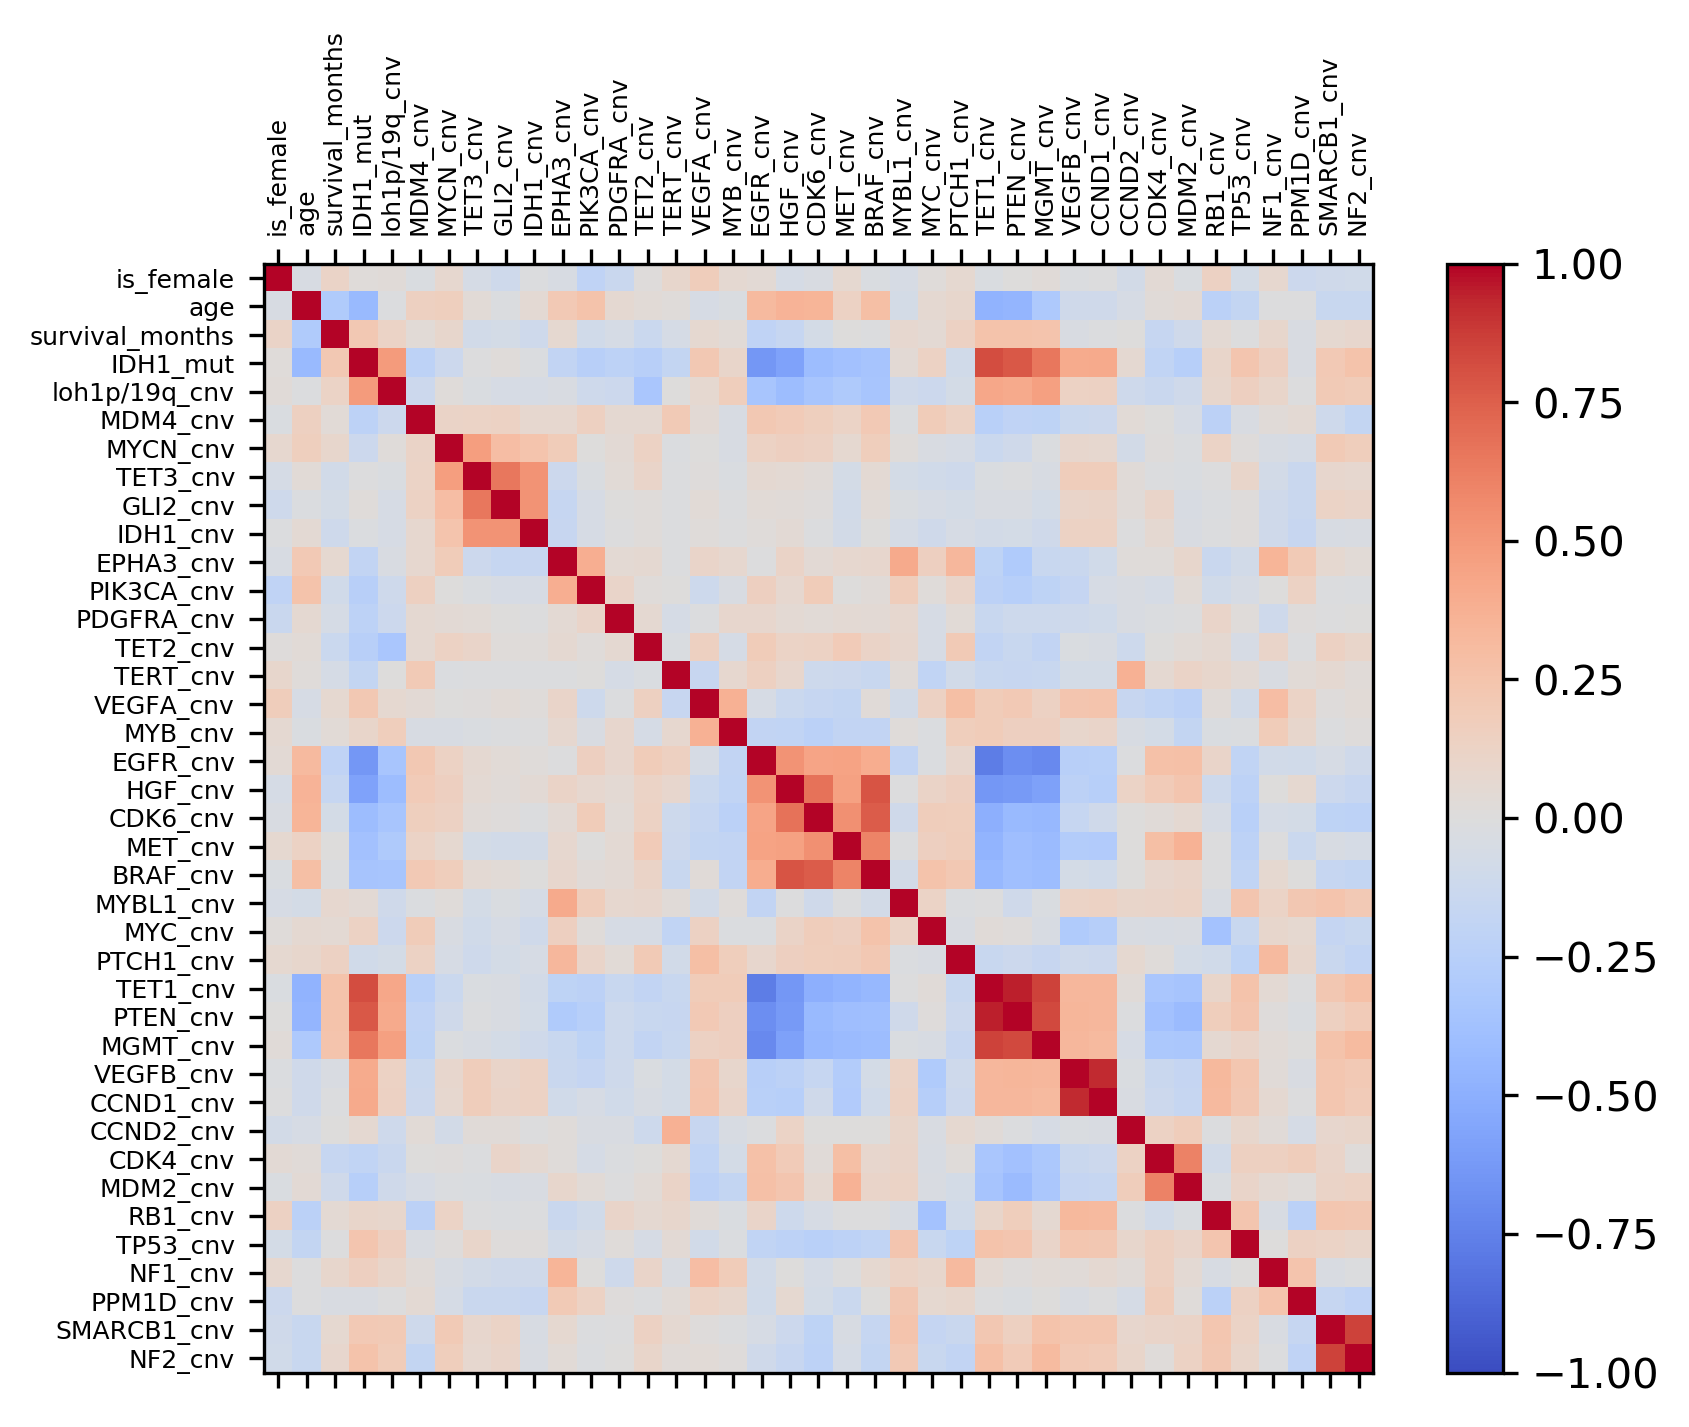 is_female
age
survival_months
IDH1_mut
loh1p/19q_cnv
MDM4_cnv
MYCN_cnv
TET3_cnv
GLI2_cnv
IDH1_cnv
EPHA3_cnv
PIK3CA_cnv
PDGFRA_cnv
TET2_cnv
TERT_cnv
VEGFA_cnv
MYB_cnv
EGFR_cnv
HGF_cnv
CDK6_cnv
MET_cnv
BRAF_cnv
MYBL1_cnv
MYC_cnv
PTCH1_cnv
TET1_cnv
PTEN_cnv
MGMT_cnv
VEGFB_cnv
CCND1_cnv
CCND2_cnv
CDK4_cnv
MDM2_cnv
RB1_cnv
TP53_cnv
NF1_cnv
PPM1D_cnv
SMARCB1_cnv
NF2_cnv
is_female
age
survival_months
IDH1_mut
loh1p/19q_cnv
MDM4_cnv
MYCN_cnv
TET3_cnv
GLI2_cnv
IDH1_cnv
EPHA3_cnv
PIK3CA_cnv
PDGFRA_cnv
TET2_cnv
TERT_cnv
VEGFA_cnv
MYB_cnv
EGFR_cnv
HGF_cnv
CDK6_cnv
MET_cnv
BRAF_cnv
MYBL1_cnv
MYC_cnv
PTCH1_cnv
TET1_cnv
PTEN_cnv
MGMT_cnv
VEGFB_cnv
CCND1_cnv
CCND2_cnv
CDK4_cnv
MDM2_cnv
RB1_cnv
TP53_cnv
NF1_cnv
PPM1D_cnv
SMARCB1_cnv
NF2_cnv
1.00
0.75
0.50
0.25
0.00
−0.25
−0.50
−0.75
−1.00